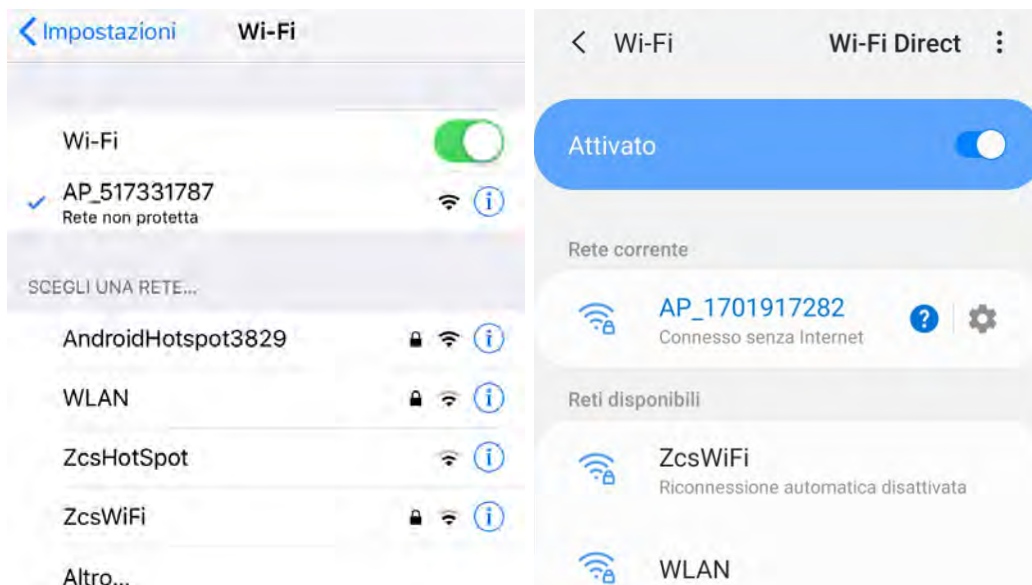 Impostazioni Wi-Fi
Wi-Fi
AP_517331787
Rete non protetta
SCEGLI UNA RETE...
AndroidHotspot3829
WLAN
ZcsHotSpot
ZcsWiFi
Altro...
Wi-Fi Wi-Fi Direct
Attivato
Rete corrente
AP_1701917282
Connesso senza Internet
Reti disponibili
ZcsWiFi
Riconnessione automatica disattivata
WLAN